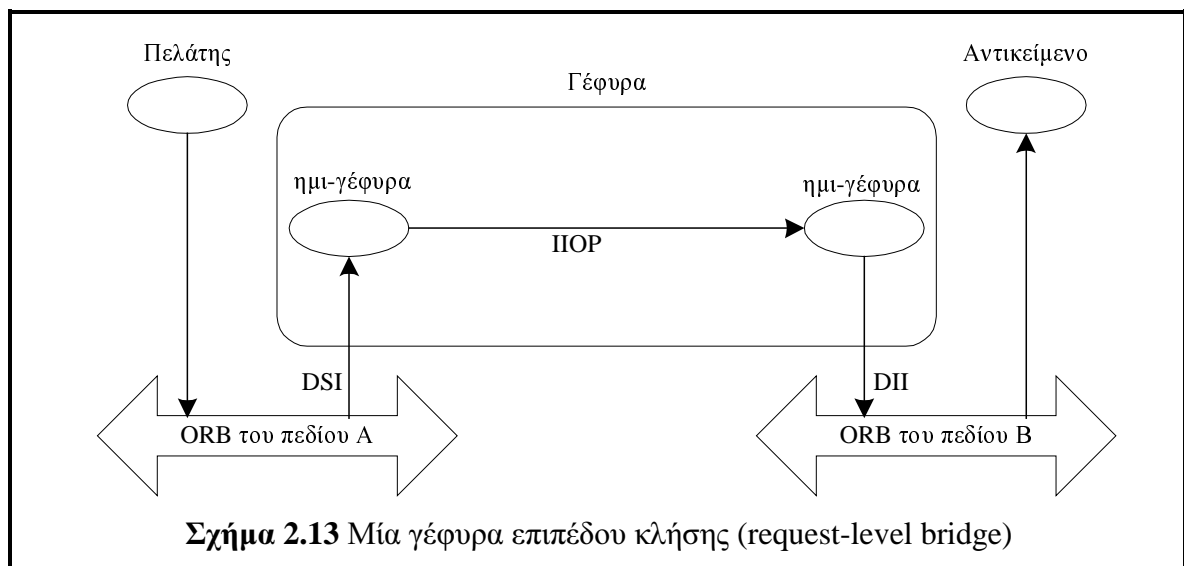 Πελάτης
Αντικείμενο
Γέφυρα
ημι-γέφυρα
ημι-γέφυρα
IIOP
DSI
DII
ORB του πεδίου Α
ORB του πεδίου Β
Σχήμα 2.13 Μία γέφυρα επιπέδου κλήσης (request-level bridge)